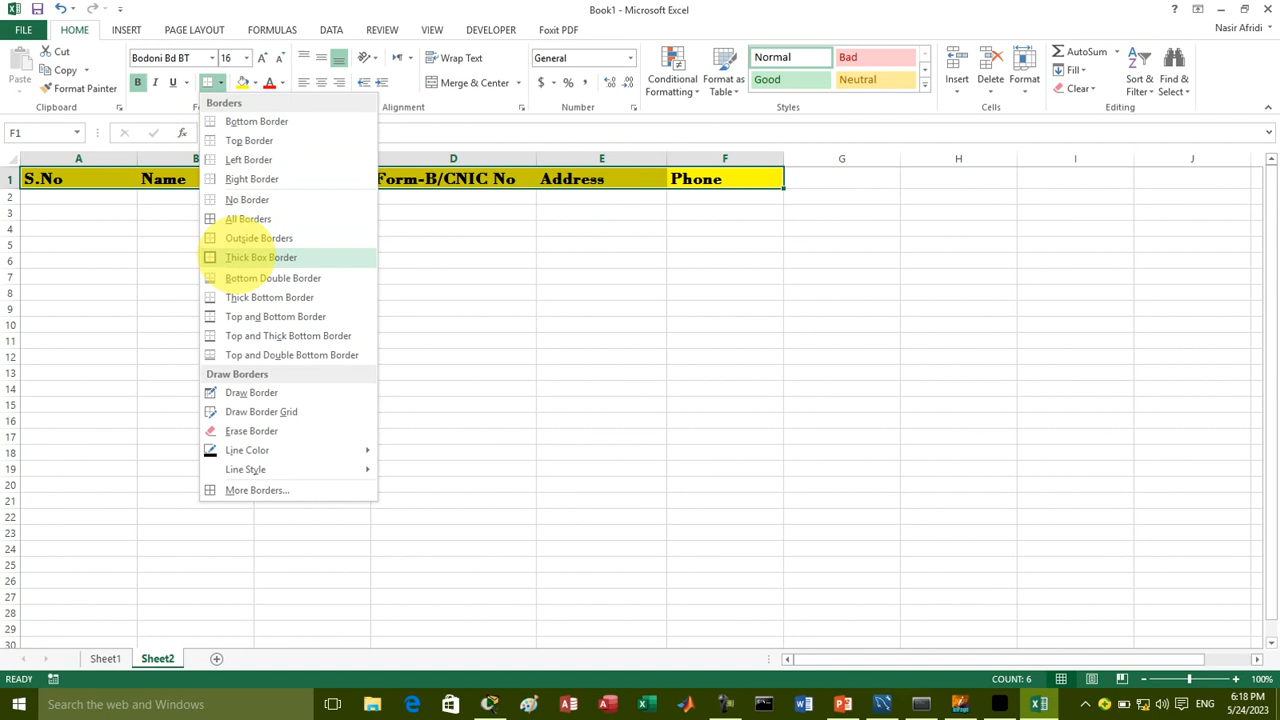 Book1 - Microsoft Excel
FILE HOME INSERT PAGE LAYOUT FORMULAS DATA REVIEW VIEW DEVELOPER Foxit PDF Nasir Afridi
Paste Cut Copy Format Painter Clipboard
Bodoni Bd BT 16
B I U A
Wrap Text
Merge & Center
Alignment
General
$ % ,
Number
Conditional Formatting
Format as Table
Normal Bad
Good Neutral
Styles
Insert Delete Format
Cells
AutoSum
Fill
Clear
Sort & Filter
Find & Select
Editing
F1 fx
A B D E F G H I J
1 S.No Name Form-B/CNIC No Address Phone
2
3
4
5
6
7
8
9
10
11
12
13
14
15
16
17
18
19
20
21
22
23
24
25
26
27
28
29
30
Borders
Bottom Border
Top Border
Left Border
Right Border
No Border
All Borders
Outside Borders
Thick Box Border
Bottom Double Border
Thick Bottom Border
Top and Bottom Border
Top and Thick Bottom Border
Top and Double Bottom Border
Draw Borders
Draw Border
Draw Border Grid
Erase Border
Line Color
Line Style
More Borders...
Sheet1 Sheet2
READY COUNT: 6 100%
Search the web and Windows
6:18 PM
5/24/2023